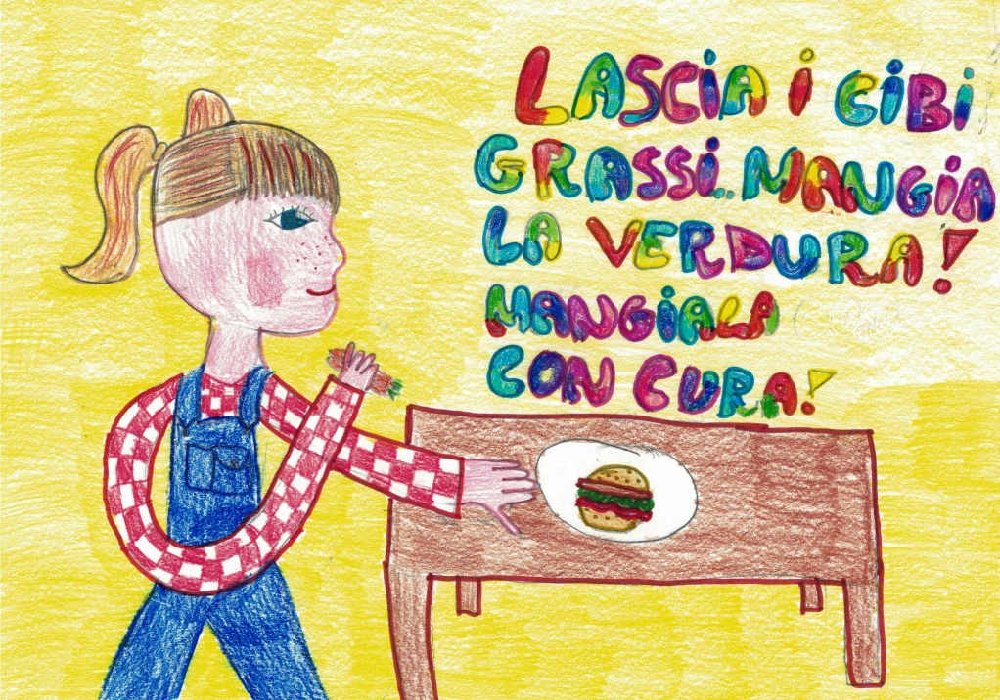 LASCIA i CiBi
GRASSi.. MANGiA
LA VERDURA!
MANGiALA
CON CURA!